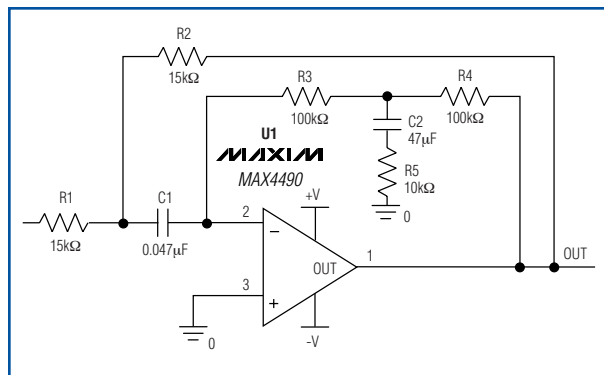 R2
15kΩ
R3
100kΩ
R4
100kΩ
C2
47µF
R5
10kΩ
0
U1
MAXIM
MAX4490
R1
15kΩ
C1
0.047µF
2
3
+V
−
+
OUT
1
-V
OUT
0